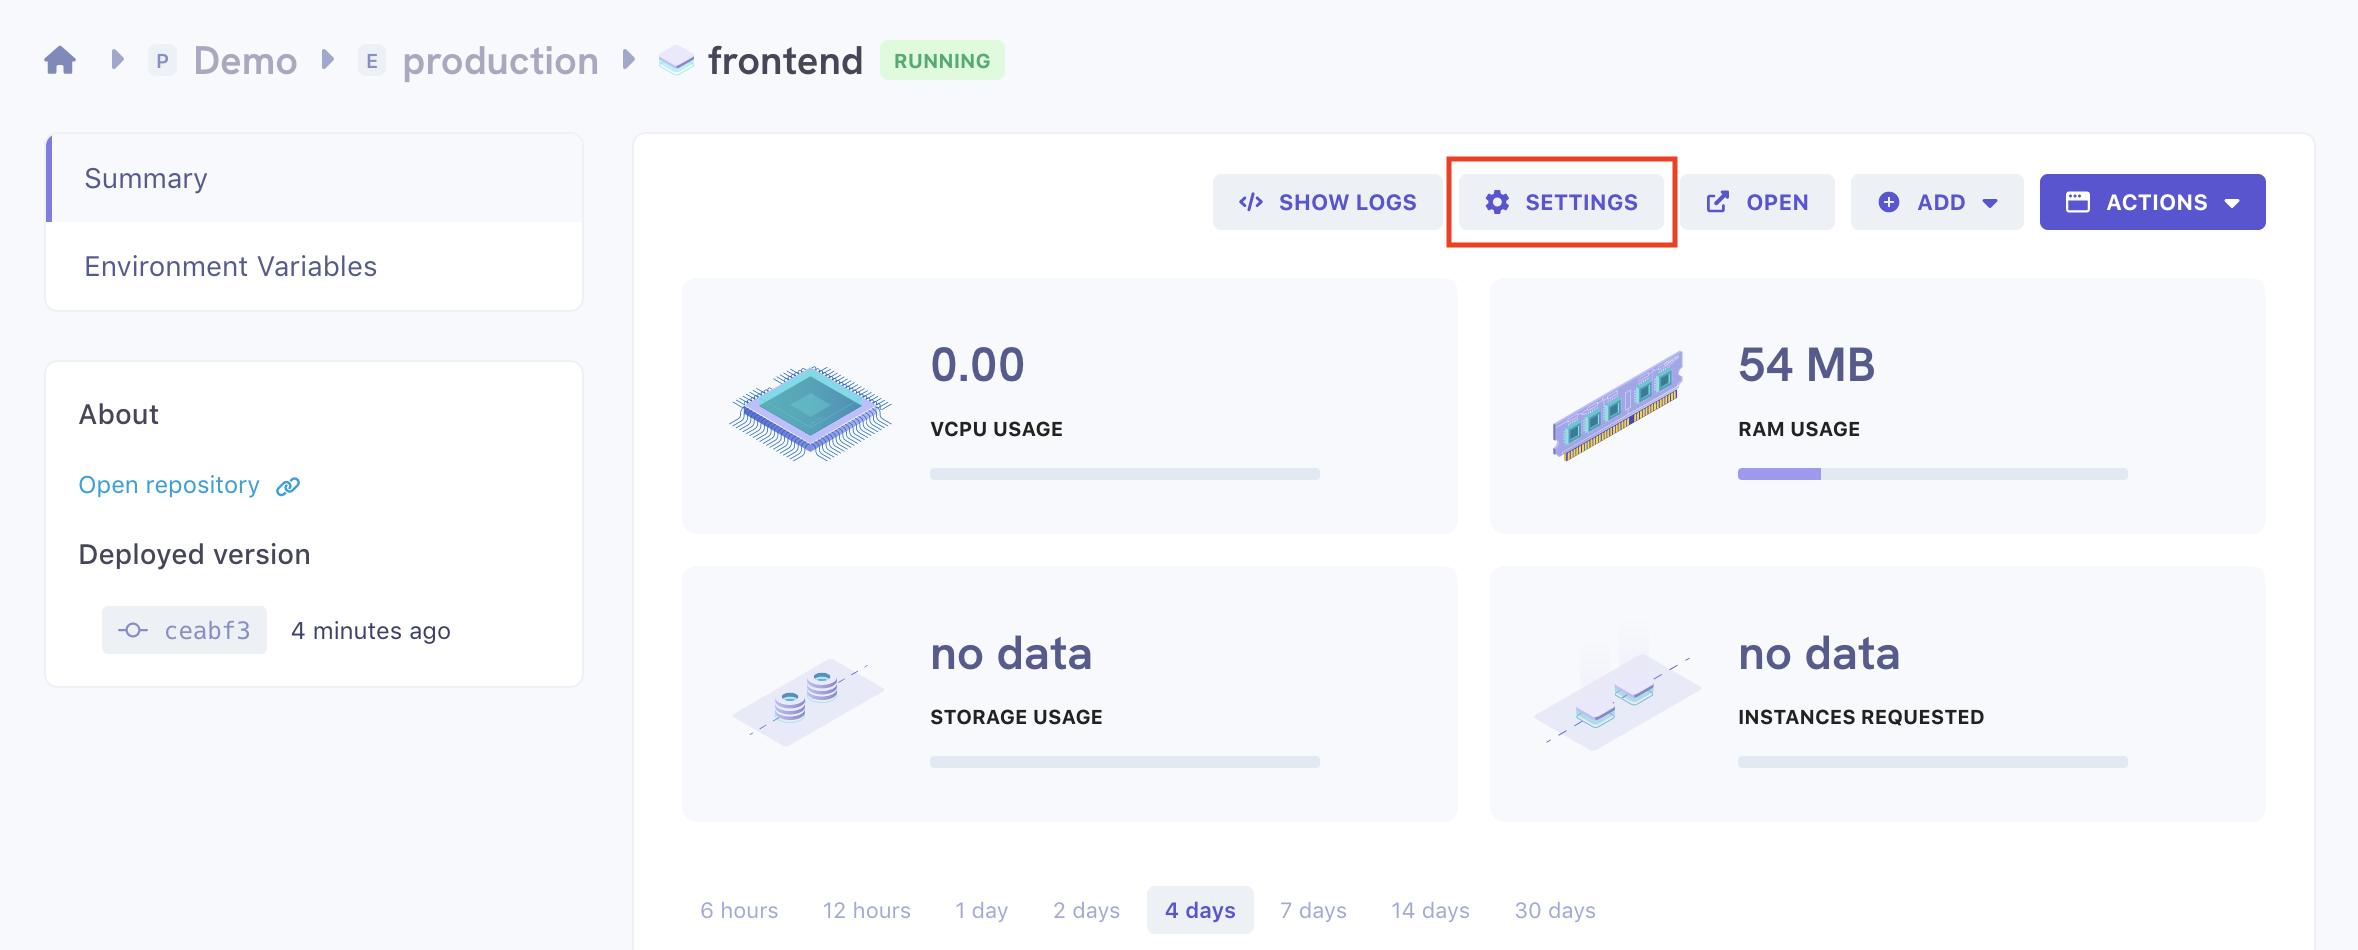 P Demo E production frontend RUNNING
Summary
Environment Variables
About
Open repository
Deployed version
ceabf3 4 minutes ago
</> SHOW LOGS SETTINGS OPEN ADD ACTIONS
0.00
VCPU USAGE
54 MB
RAM USAGE
no data
STORAGE USAGE
no data
INSTANCES REQUESTED
6 hours 12 hours 1 day 2 days 4 days 7 days 14 days 30 days